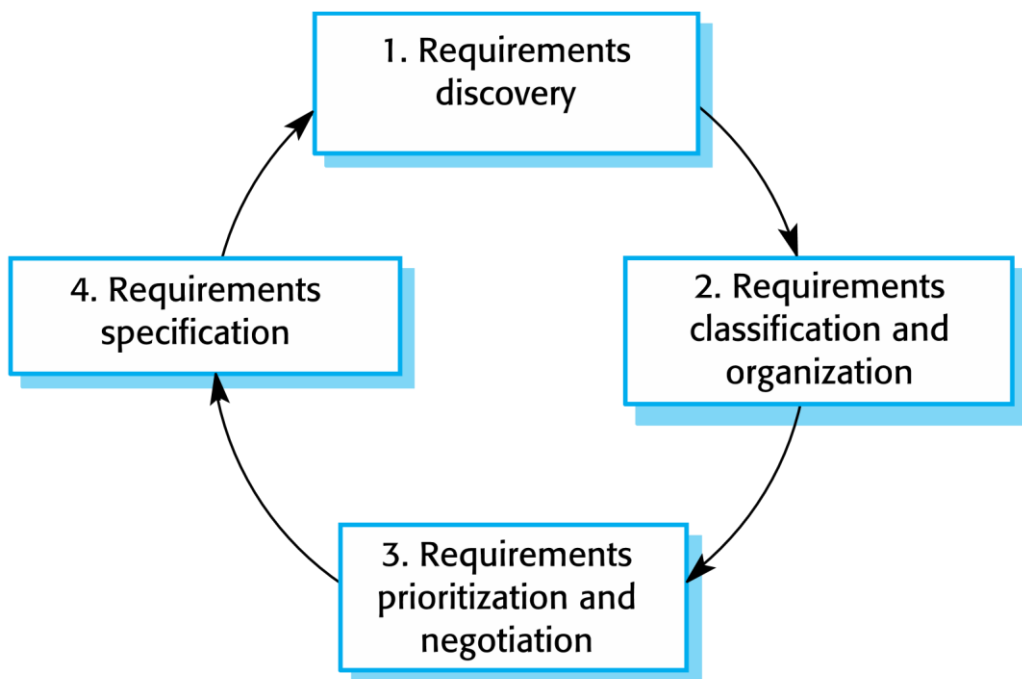 1. Requirements
discovery
2. Requirements
classification and
organization
3. Requirements
prioritization and
negotiation
4. Requirements
specification